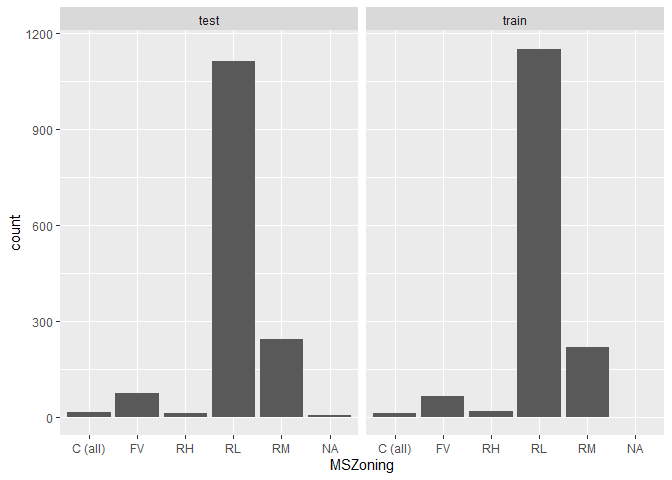 test train
1200
900
600
300
0
count
C (all) FV RH RL RM NA C (all) FV RH RL RM NA
MSZoning